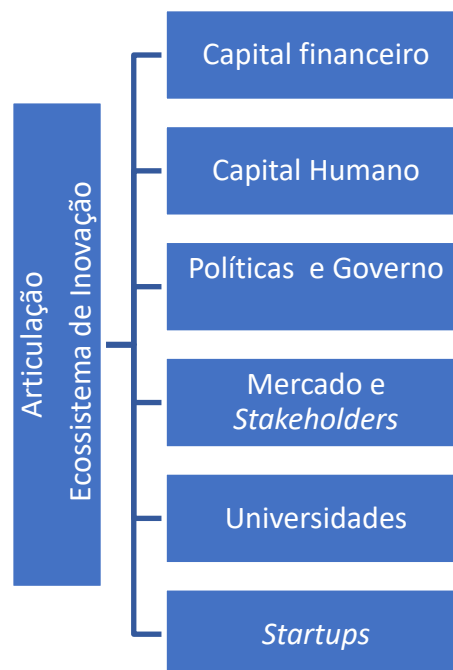 Articulação
Ecossistema de Inovação
Capital financeiro
Capital Humano
Políticas e Governo
Mercado e
Stakeholders
Universidades
Startups